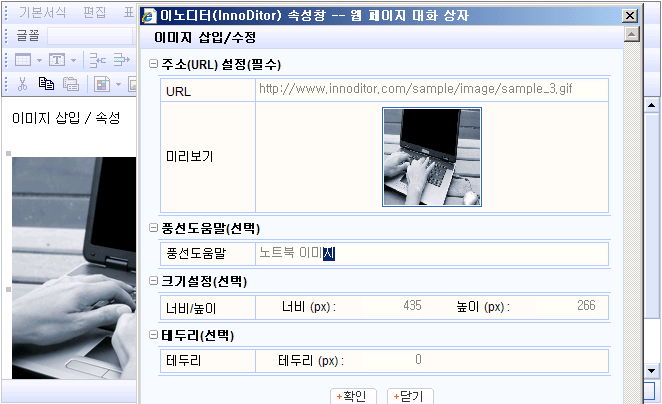 이노디터(InnoDitor) 속성창 -- 웹 페이지 대화 상자
기본서식 편집 표
이미지 삽입/수정
글꼴
주소(URL) 설정(필수)
URL http://www.innoditor.com/sample/image/sample_3.gif
이미지 삽입 / 속성
미리보기
풍선도움말(선택)
풍선도움말 노트북 이미지
크기설정(선택)
너비/높이 너비 (px) : 435 높이 (px) : 266
테두리(선택)
테두리 테두리 (px) : 0
+확인 +닫기